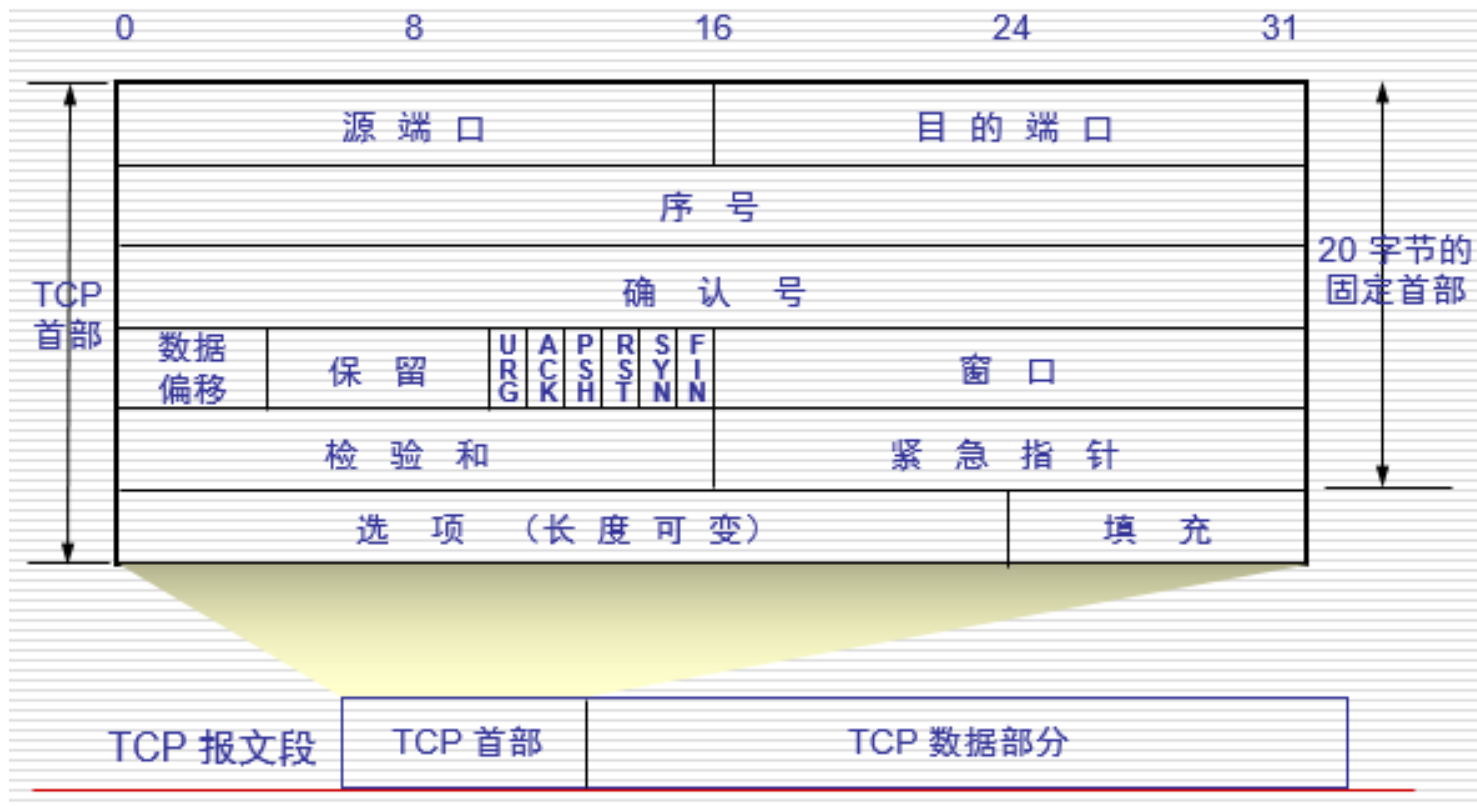 0 8 16 24 31
源 端 口 目 的 端 口
序 号
确 认 号
20 字节的
固定首部
TCP
首部
数据
偏移
保 留
URG ACK PSH RST SYN FIN
窗 口
检 验 和 紧 急 指 针
选 项 （长 度 可 变） 填 充
TCP 报文段 TCP 首部 TCP 数据部分